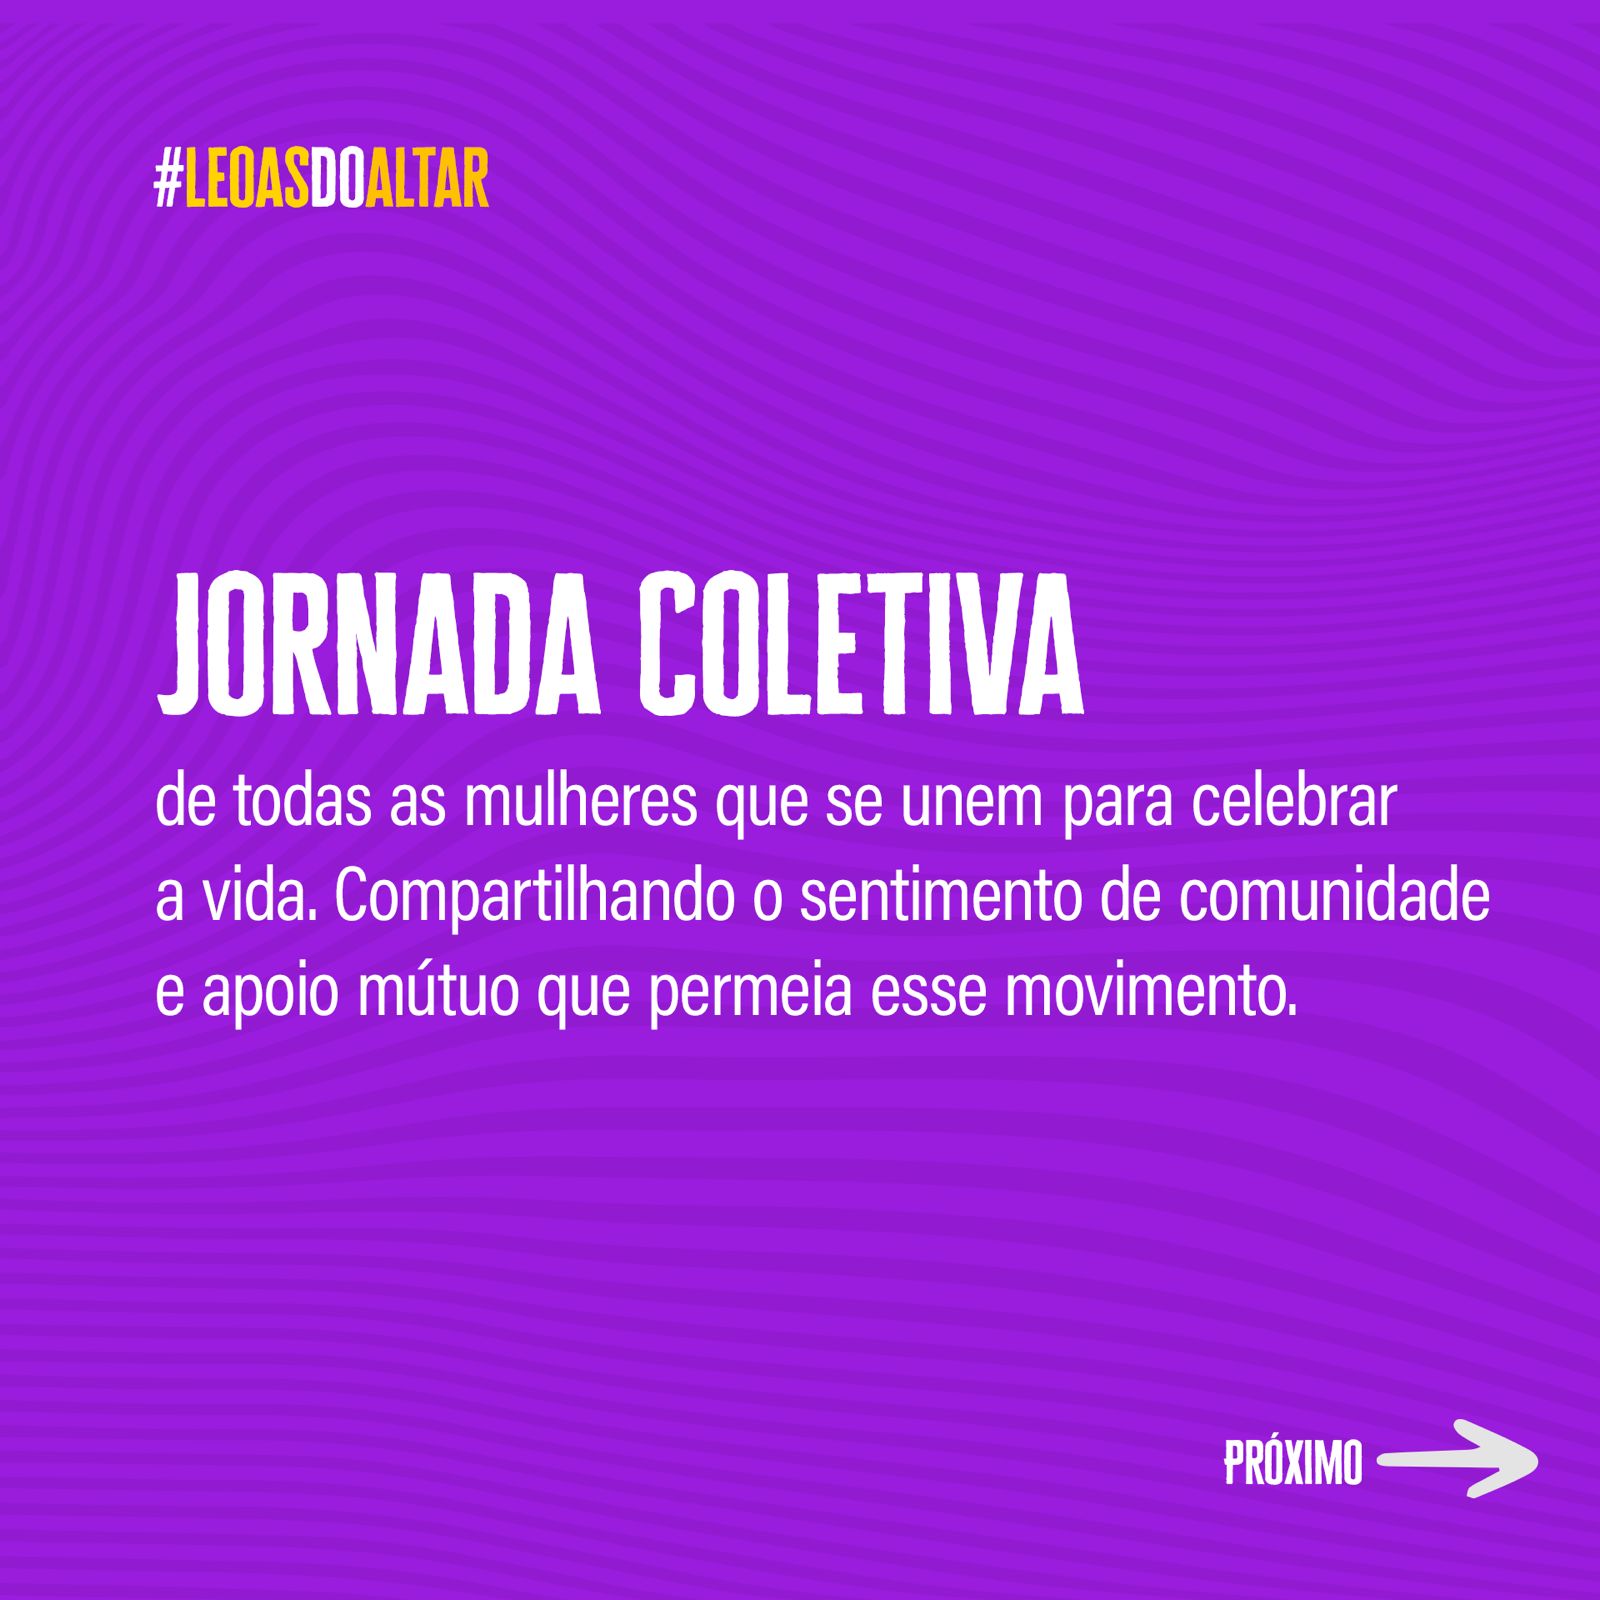 #LEOASDOALTAR
JORNADA COLETIVA
de todas as mulheres que se unem para celebrar
a vida. Compartilhando o sentimento de comunidade
e apoio mútuo que permeia esse movimento.
PRÓXIMO